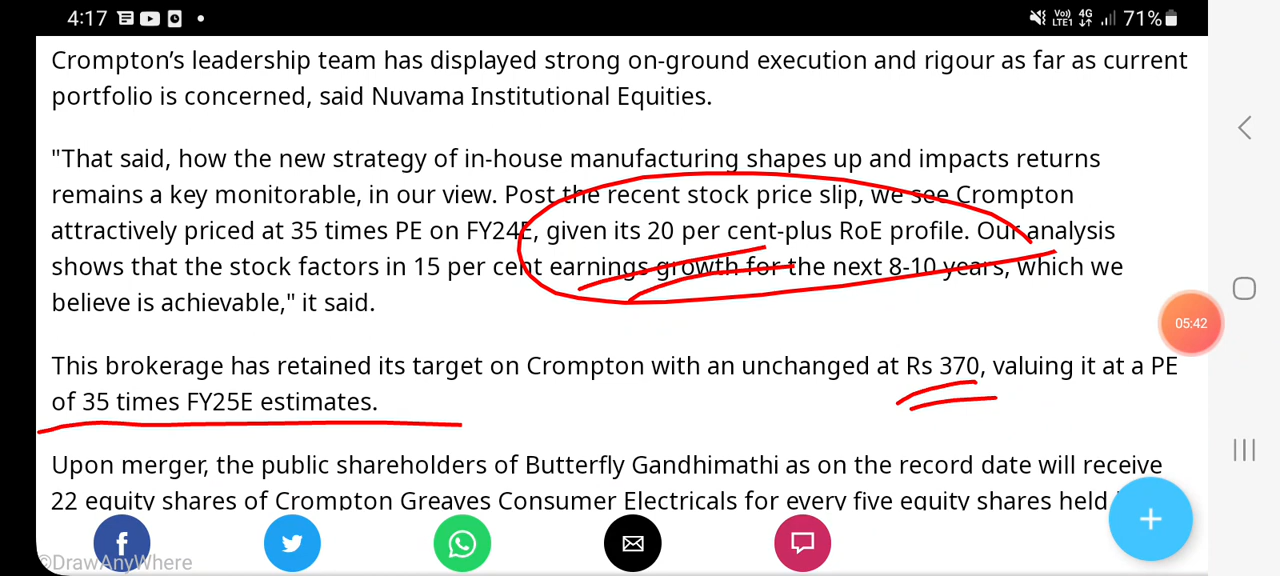 4:17
Vo)) 4G
LTE1 71%
Crompton's leadership team has displayed strong on-ground execution and rigour as far as current
portfolio is concerned, said Nuvama Institutional Equities.
"That said, how the new strategy of in-house manufacturing shapes up and impacts returns
remains a key monitorable, in our view. Post the recent stock price slip, we see Crompton
attractively priced at 35 times PE on FY24E, given its 20 per cent-plus RoE profile. Our analysis
shows that the stock factors in 15 per cent earnings growth for the next 8-10 years, which we
believe is achievable," it said.
05:42
This brokerage has retained its target on Crompton with an unchanged at Rs 370, valuing it at a PE
of 35 times FY25E estimates.
Upon merger, the public shareholders of Butterfly Gandhimathi as on the record date will receive
22 equity shares of Crompton Greaves Consumer Electricals for every five equity shares held
©DrawAnyWhere